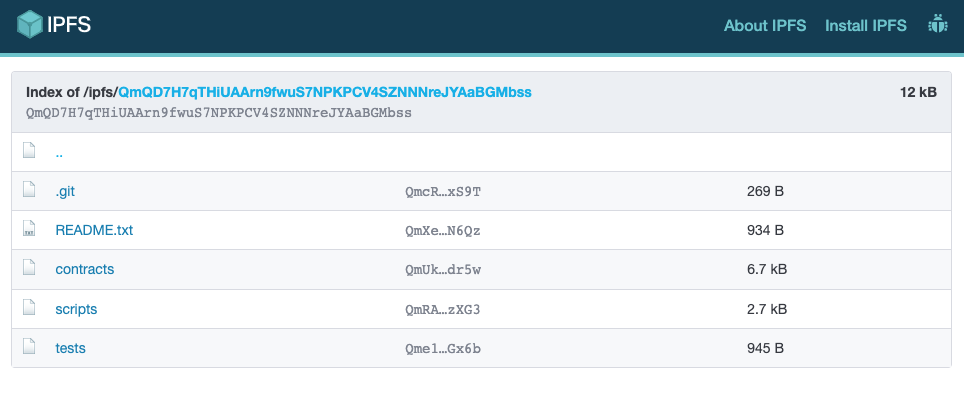 IPFS
About IPFS Install IPFS
Index of /ipfs/QmQD7H7qTHiUAArn9fwuS7NPKPCV4SZNNNreJYAaBGMbss 12 kB
QmQD7H7qTHiUAArn9fwuS7NPKPCV4SZNNNreJYAaBGMbss
..
.git QmcR…xS9T 269 B
README.txt QmXe…N6Qz 934 B
contracts QmUk…dr5w 6.7 kB
scripts QmRA…zXG3 2.7 kB
tests Qme1…Gx6b 945 B